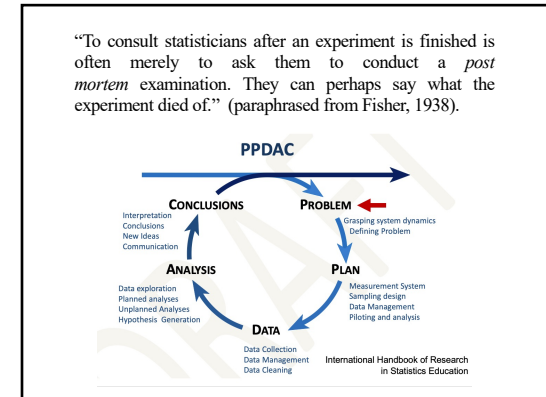 “To consult statisticians after an experiment is finished is
often merely to ask them to conduct a post
mortem examination. They can perhaps say what the
experiment died of.” (paraphrased from Fisher, 1938).
PPDAC
CONCLUSIONS
Interpretation
Conclusions
New Ideas
Communication
PROBLEM
Grasping system dynamics
Defining Problem
ANALYSIS
Data exploration
Planned analyses
Unplanned Analyses
Hypothesis Generation
PLAN
Measurement System
Sampling design
Data Management
Piloting and analysis
DATA
Data Collection
Data Management
Data Cleaning
International Handbook of Research
in Statistics Education
DRAFT